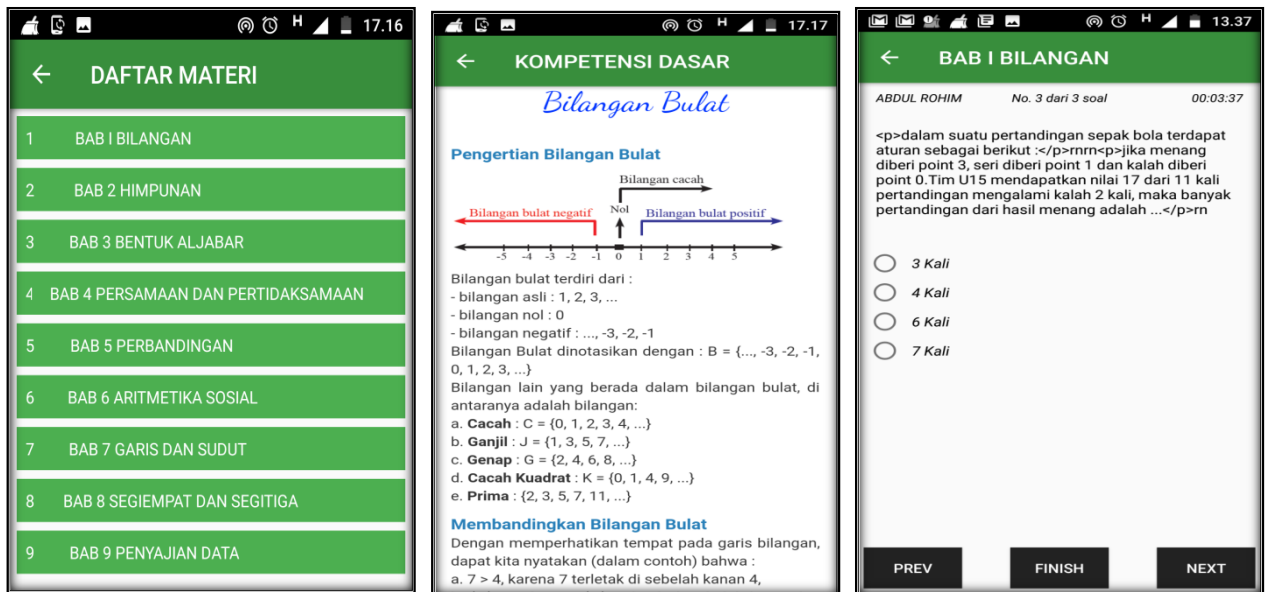 17.16
DAFTAR MATERI
1 BAB I BILANGAN
2 BAB 2 HIMPUNAN
3 BAB 3 BENTUK ALJABAR
4 BAB 4 PERSAMAAN DAN PERTIDAKSAMAAN
5 BAB 5 PERBANDINGAN
6 BAB 6 ARITMETIKA SOSIAL
7 BAB 7 GARIS DAN SUDUT
8 BAB 8 SEGIEMPAT DAN SEGITIGA
9 BAB 9 PENYAJIAN DATA
H 17.17
KOMPETENSI DASAR
Bilangan Bulat
Pengertian Bilangan Bulat
Bilangan cacah
Bilangan bulat negatif Nol Bilangan bulat positif
-5 -4 -3 -2 -1 0 1 2 3 4 5
Bilangan bulat terdiri dari :
- bilangan asli : 1, 2, 3, ...
- bilangan nol : 0
- bilangan negatif : ..., -3, -2, -1
Bilangan Bulat dinotasikan dengan : B = {..., -3, -2, -1,
0, 1, 2, 3, ...}
Bilangan lain yang berada dalam bilangan bulat, di
antaranya adalah bilangan:
a. Cacah : C = {0, 1, 2, 3, 4, ...}
b. Ganjil : J = {1, 3, 5, 7, ...}
c. Genap : G = {2, 4, 6, 8, ...}
d. Cacah Kuadrat : K = {0, 1, 4, 9, ...}
e. Prima : {2, 3, 5, 7, 11, ...}
Membandingkan Bilangan Bulat
Dengan memperhatikan tempat pada garis bilangan,
dapat kita nyatakan (dalam contoh) bahwa :
a. 7 > 4, karena 7 terletak di sebelah kanan 4,
H 13.37
BAB I BILANGAN
ABDUL ROHIM No. 3 dari 3 soal 00:03:37
<p>dalam suatu pertandingan sepak bola terdapat
aturan sebagai berikut :</p>rnrn<p>jika menang
diberi point 3, seri diberi point 1 dan kalah diberi
point 0.Tim U15 mendapatkan nilai 17 dari 11 kali
pertandingan mengalami kalah 2 kali, maka banyak
pertandingan dari hasil menang adalah ...</p>rn
3 Kali
4 Kali
6 Kali
7 Kali
PREV FINISH NEXT